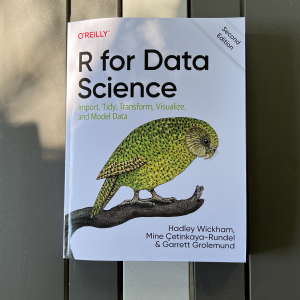 O'REILLY
Second
Edition
R for Data
Science
Import, Tidy, Transform, Visualize,
and Model Data
Hadley Wickham,
Mine Çetinkaya-Rundel
& Garrett Grolemund